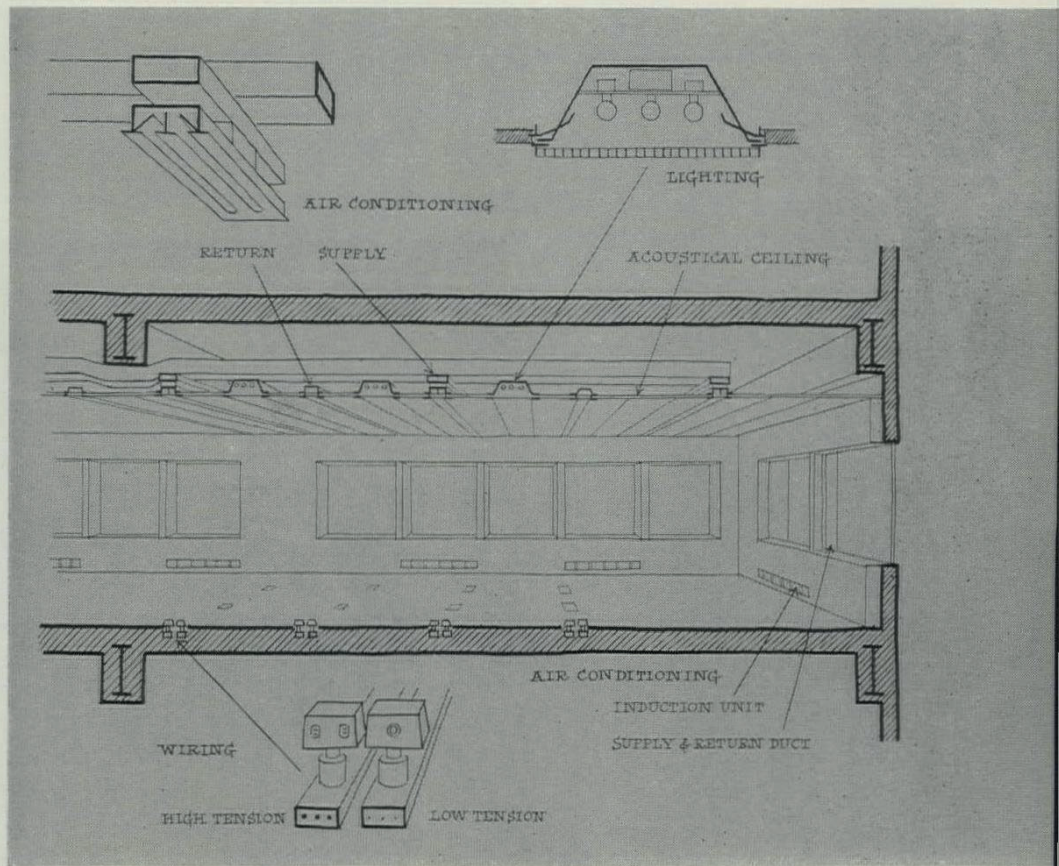 LIGHTING
AIR CONDITIONING
RETURN SUPPLY ACOUSTICAL CEILING
AIR CONDITIONING
INDUCTION UNIT
SUPPLY & RETURN DUCT
WIRING
HIGH TENSION LOW TENSION